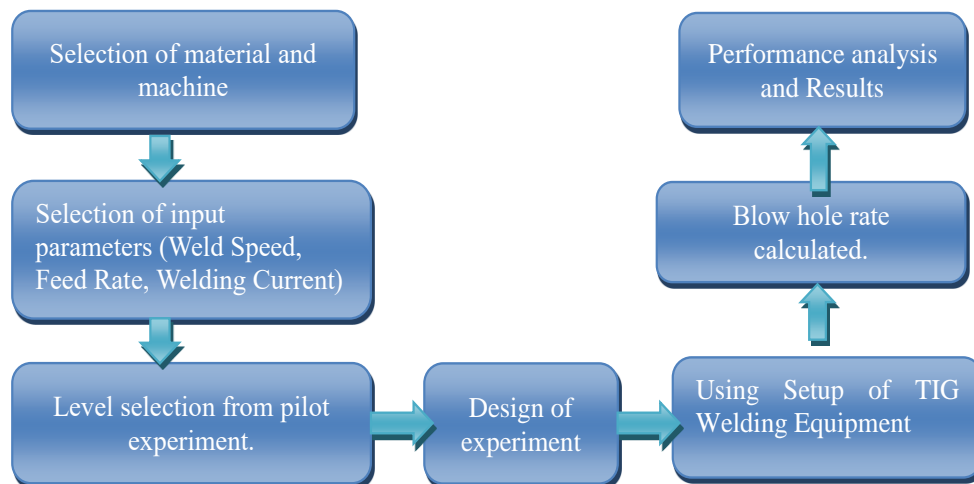 Selection of material and
machine
Selection of input
parameters (Weld Speed,
Feed Rate, Welding Current)
Level selection from pilot
experiment.
Design of
experiment
Using Setup of TIG
Welding Equipment
Blow hole rate
calculated.
Performance analysis
and Results